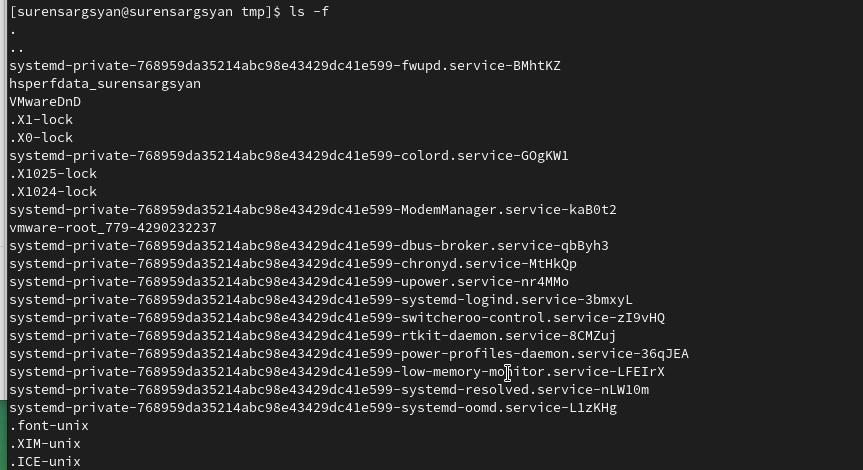 [surensargsyan@surensargsyan tmp]$ ls -f
.
..
systemd-private-768959da35214abc98e43429dc41e599-fwupd.service-BMhtKZ
hsperfdata_surensargsyan
VMwareDnD
.X1-lock
.X0-lock
systemd-private-768959da35214abc98e43429dc41e599-colord.service-GOgKW1
.X1025-lock
.X1024-lock
systemd-private-768959da35214abc98e43429dc41e599-ModemManager.service-kaB0t2
vmware-root_779-4290232237
systemd-private-768959da35214abc98e43429dc41e599-dbus-broker.service-qbByh3
systemd-private-768959da35214abc98e43429dc41e599-chronyd.service-MtHkQp
systemd-private-768959da35214abc98e43429dc41e599-upower.service-nr4MMo
systemd-private-768959da35214abc98e43429dc41e599-systemd-logind.service-3bmxyL
systemd-private-768959da35214abc98e43429dc41e599-switcheroo-control.service-zI9vHQ
systemd-private-768959da35214abc98e43429dc41e599-rtkit-daemon.service-8CMZuj
systemd-private-768959da35214abc98e43429dc41e599-power-profiles-daemon.service-36qJEA
systemd-private-768959da35214abc98e43429dc41e599-low-memory-monitor.service-LFEIrX
systemd-private-768959da35214abc98e43429dc41e599-systemd-resolved.service-nLW10m
systemd-private-768959da35214abc98e43429dc41e599-systemd-oomd.service-L1zKHg
.font-unix
.XIM-unix
.ICE-unix